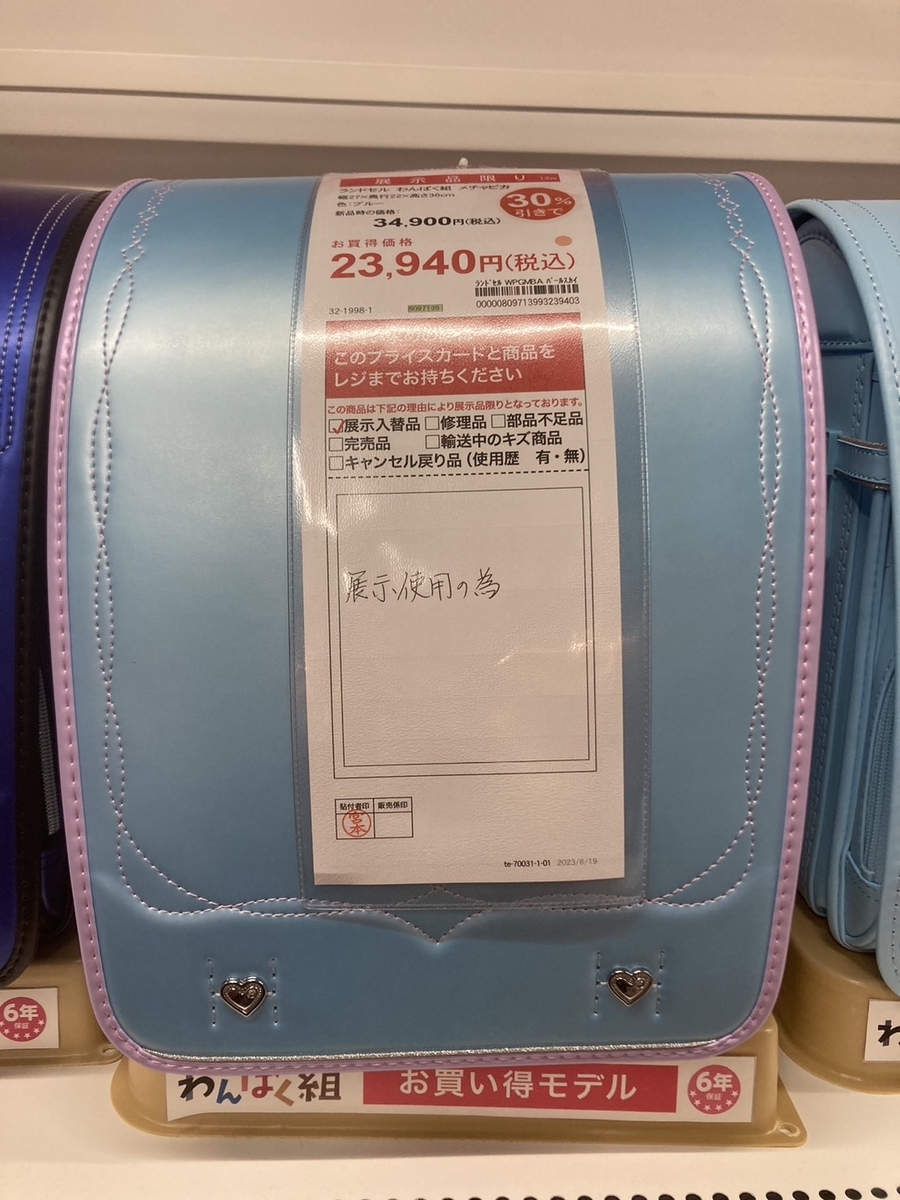 展示品限り
ランドセル わんぱく組 メチャピカ
幅27×奥行22×高さ36cm
色:ブルー
30%
引きで
新品時の価格:
34,900円(税込)
お買得価格
23,940円(税込)
ランドセル WPGMBA パールスカイ
0000080971399323​9403
32-1998-1
このプライスカードと商品を
レジまでお持ちください
この商品は下記の理由により展示品限りとなっております。
展示入替品 修理品 部品不足品
完売品 輸送中のキズ商品
キャンセル戻り品(使用歴 有・無)
展示使用の為
貼付者印 販売係印
宮本
te-70031-1-01 2023/6/19
わんぱく組 お買い得モデル 6年
保証
6年
保証
わ